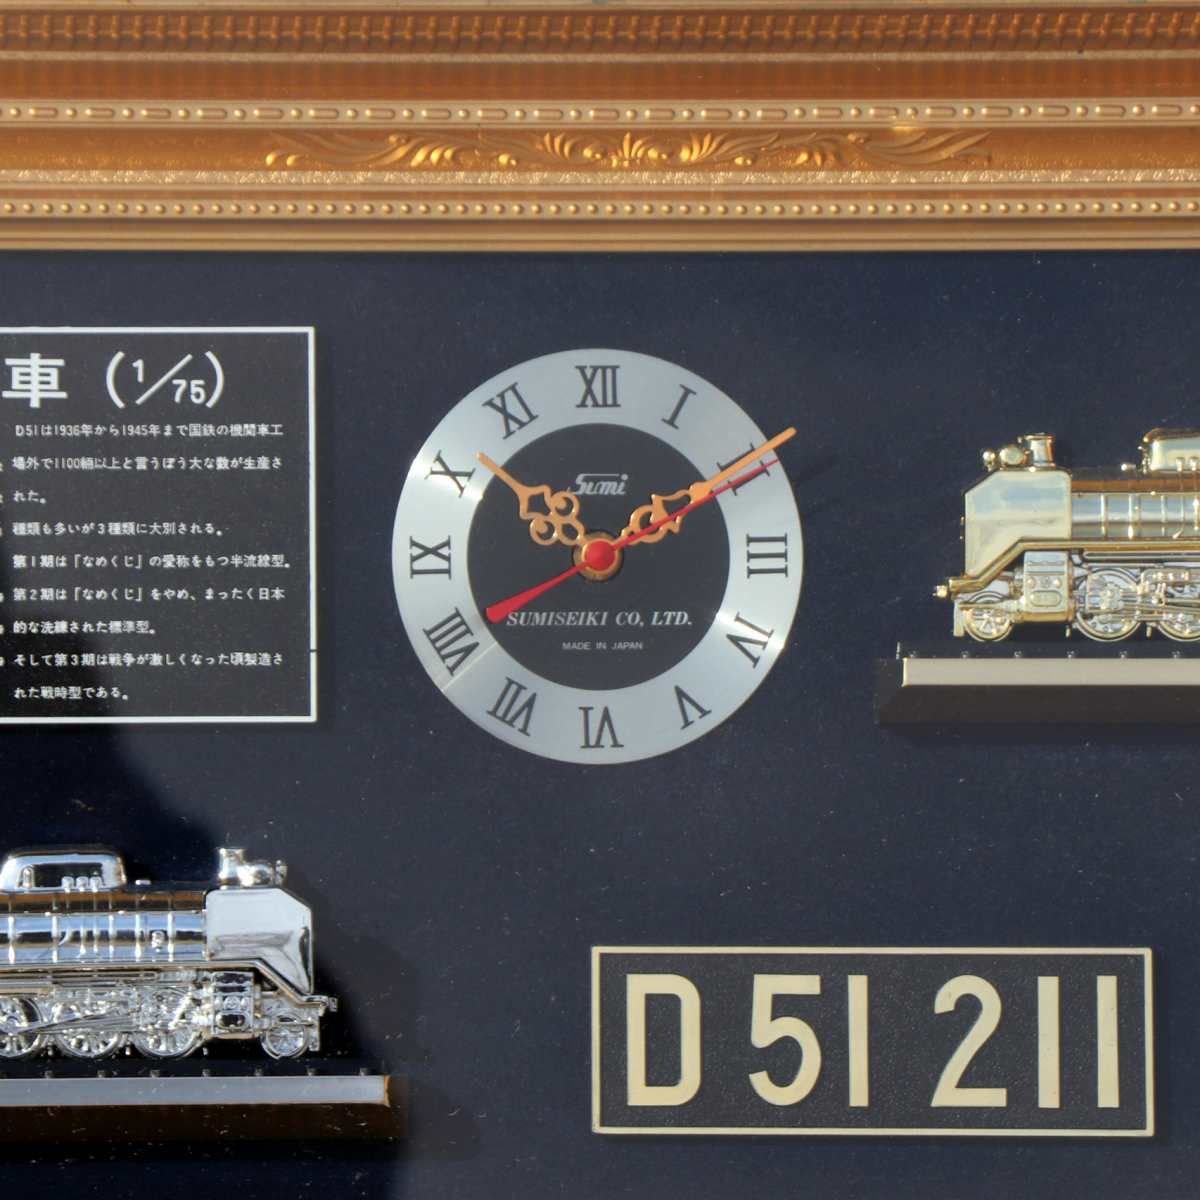 車 (1/75)
D51は1936年から1945年まで国鉄の機関車工
場外で1100輌以上と言うぼう大な数が生産さ
れた。
種類も多いが3種類に大別される。
第1期は「なめくじ」の愛称をもつ半流線型。
第2期は「なめくじ」をやめ、まったく日本
的な洗練された標準型。
そして第3期は戦争が激しくなった頃製造さ
れた戦時型である。
XII
I
II
III
IV
V
VI
VII
VIII
IX
X
XI
Sumi
SUMISEIKI CO, LTD.
MADE IN JAPAN
D51 211